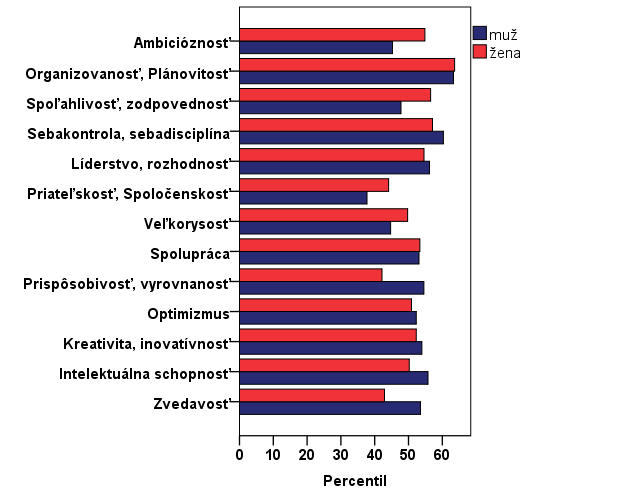 muž
žena
Ambicióznosť
Organizovanosť, Plánovitosť
Spoľahlivosť, zodpovednosť
Sebakontrola, sebadisciplína
Líderstvo, rozhodnosť
Priateľskosť, Spoločenskosť
Veľkorysosť
Spolupráca
Prispôsobivosť, vyrovnanosť
Optimizmus
Kreativita, inovatívnosť
Intelektuálna schopnosť
Zvedavosť
0 10 20 30 40 50 60
Percentil